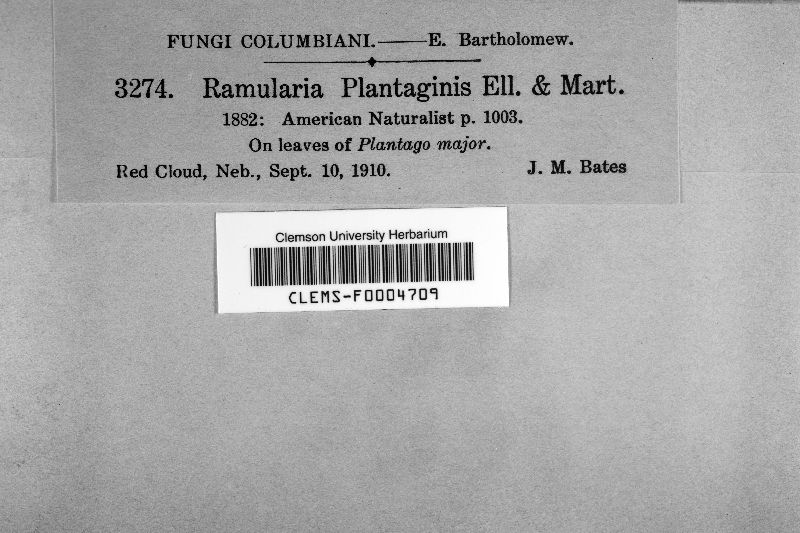 FUNGI COLUMBIANI.——E. Bartholomew.
3274. Ramularia Plantaginis Ell. & Mart.
1882: American Naturalist p. 1003.
On leaves of Plantago major.
Red Cloud, Neb., Sept. 10, 1910. J. M. Bates
Clemson University Herbarium
CLEMS-F0004709